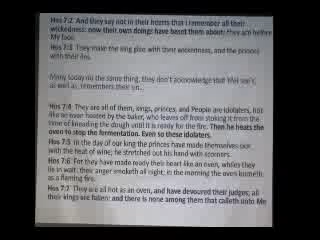 Hos 7:2 And they say not in their hearts that I remember all their
wickedness: now their own doings have beset them about; they are before
My face.
Hos 7:3 They make the king glad with their wickedness, and the princes
with their lies.
Many today do the same thing, they don't acknowledge that
as well, remembers their sin...
Hos 7:4 They are all of them, kings, princes, and People are idolaters, hot
like an oven heated by the baker, who leaves off from stoking it from the
time of kneading the dough until it is ready for the fire. Then he heats the
oven to stop the fermentation. Even so these idolaters.
Hos 7:5 In the day of our king the princes have made themselves
with the heat of wine; he stretched out his hand with scorners.
Hos 7:6 For they have made ready their heart like an oven, whiles they
lie in wait; their anger smoketh all night; in the morning the oven burneth
as a flaming fire.
Hos 7:7 They are all hot as an oven, and have devoured their judges; all
their kings are fallen: and there is none among them that calleth unto Me